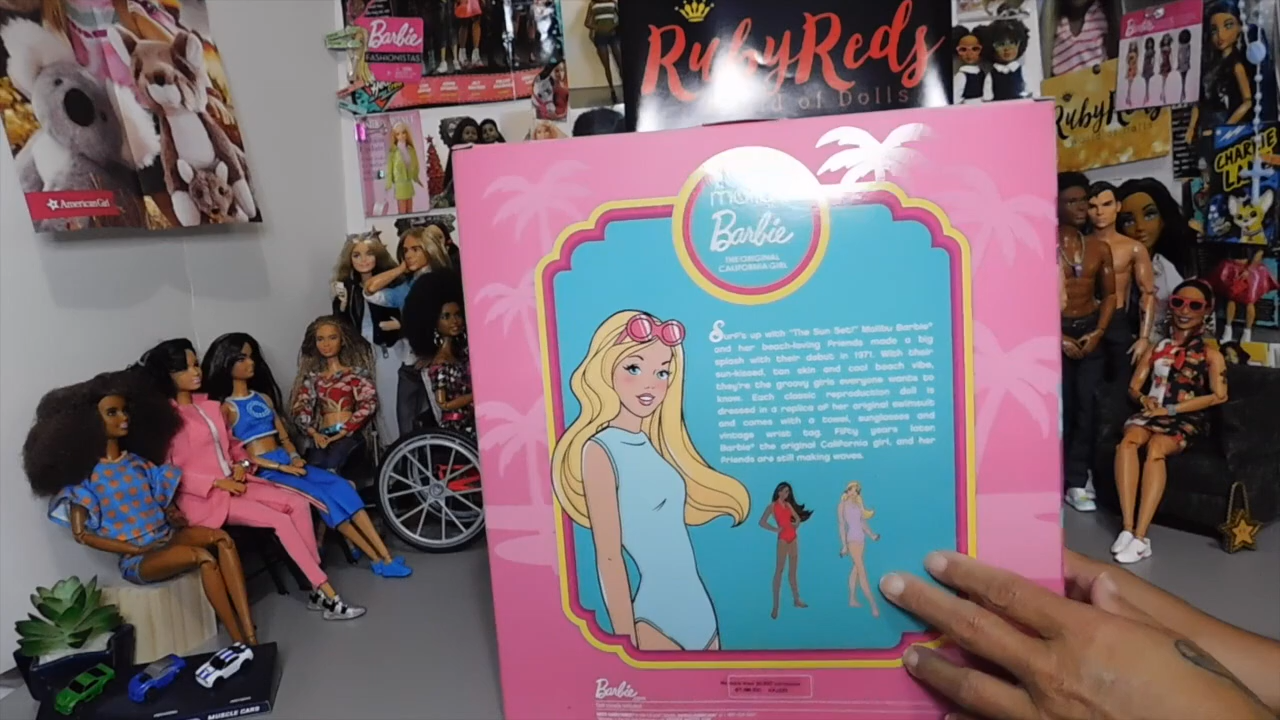 Barbie
FASHIONISTAS
RubyReds
of Dolls
Barbie
AmericanGirl
RubyReds
CHARLIE
Barbie
THE ORIGINAL
CALIFORNIA GIRL
Surf's up with "The Sun Set!" Malibu Barbie®
and her beach-loving friends made a big
splash with their debut in 1971. With their
sun-kissed, tan skin and cool beach vibe,
they're the groovy girls everyone wants to
know. Each classic reproduction doll is
dressed in a replica of her original swimsuit
and comes with a towel, sunglasses and
vintage wrist tag. Fifty years later
Barbie® the original California girl, and her
friends are still making waves.
Barbie
MUSCLE CAR